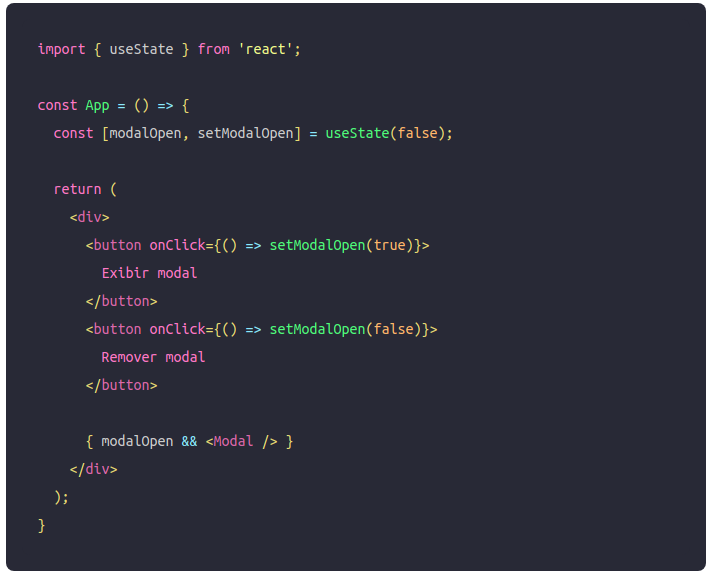 import { useState } from 'react';
const App = () => {
const [modalOpen, setModalOpen] = useState(false);
return (
<div>
<button onClick={() => setModalOpen(true)}>
Exibir modal
</button>
<button onClick={() => setModalOpen(false)}>
Remover modal
</button>
{ modalOpen && <Modal /> }
</div>
);
}